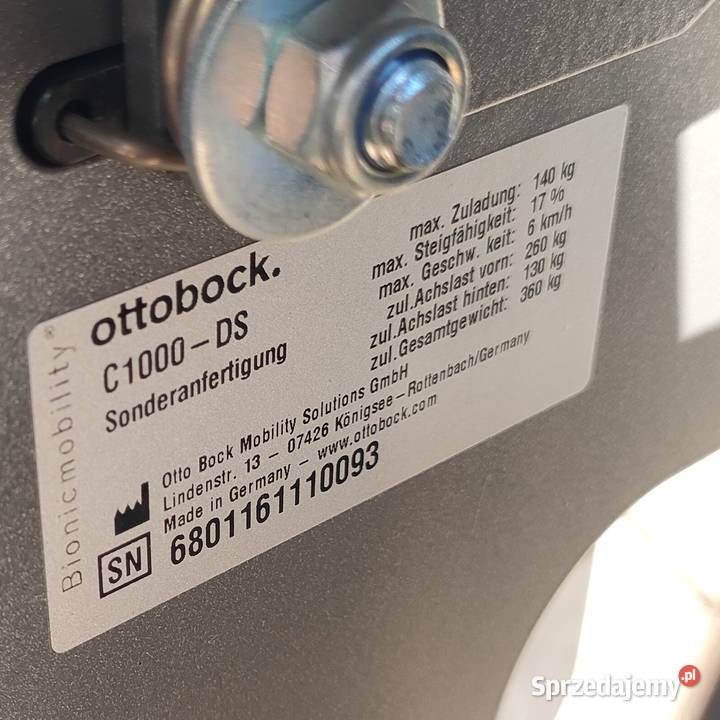 Bionicmobility®
ottobock.
C1000-DS
Sonderanfertigung
max. Zuladung: 140 kg
max. Steigfähigkeit: 17 %
max. Geschw. keit: 6 km/h
zul.Achslast vorn: 260 kg
zul.Achslast hinten: 130 kg
zul.Gesamtgewicht: 360 kg
Otto Bock Mobility Solutions GmbH
Lindenstr. 13 - 07426 Königsee-Rottenbach/Germany
Made in Germany - www.ottobock.com
SN 6801161110093
Sprzedajemy.pl